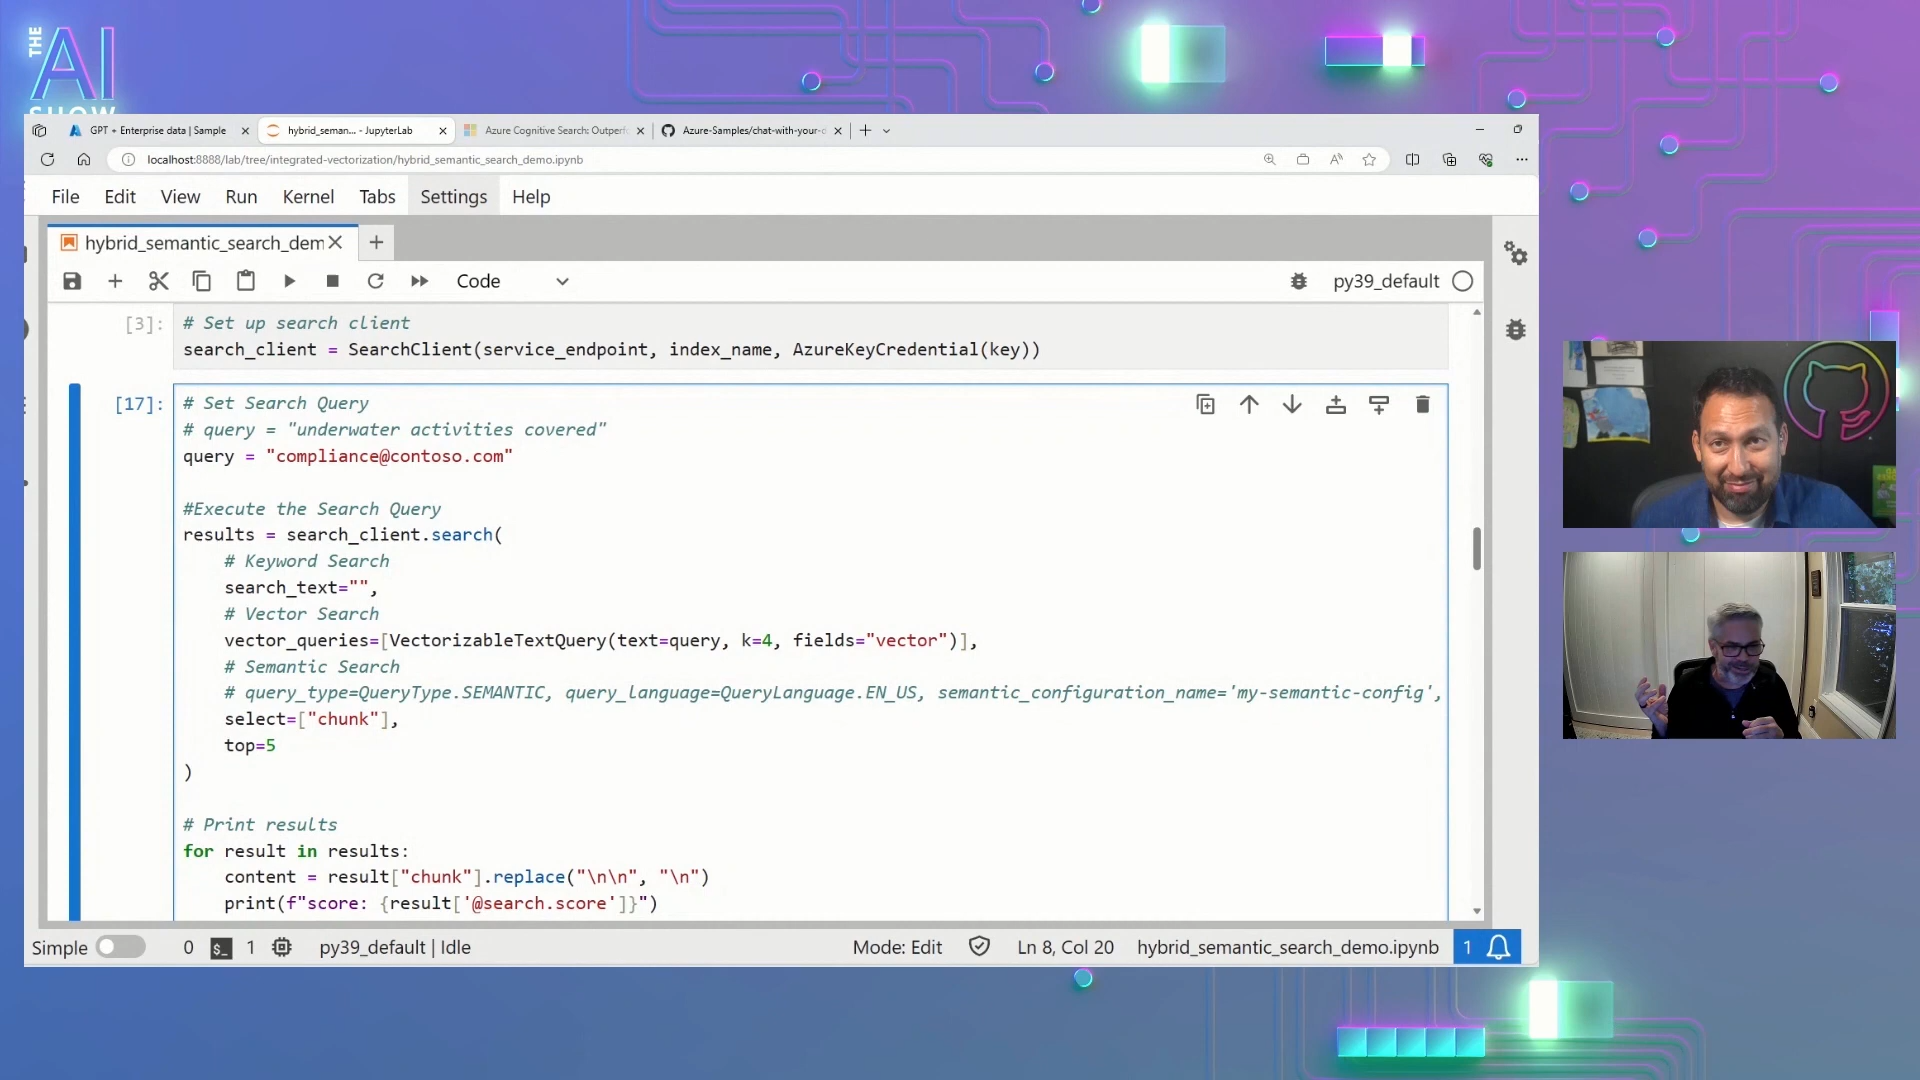 THE
AI
SHOW
GPT + Enterprise data | Sample
hybrid_seman... - JupyterLab
Azure Cognitive Search: Outperf
Azure-Samples/chat-with-your-d
localhost:8888/lab/tree/integrated-vectorization/hybrid_semantic_search_demo.ipynb
File Edit View Run Kernel Tabs Settings Help
hybrid_semantic_search_dem
Code
py39_default
[3]:
# Set up search client
search_client = SearchClient(service_endpoint, index_name, AzureKeyCredential(key))
[17]:
# Set Search Query
# query = "underwater activities covered"
query = "compliance@contoso.com"
#Execute the Search Query
results = search_client.search(
# Keyword Search
search_text="",
# Vector Search
vector_queries=[VectorizableTextQuery(text=query, k=4, fields="vector")],
# Semantic Search
# query_type=QueryType.SEMANTIC, query_language=QueryLanguage.EN_US, semantic_configuration_name='my-semantic-config',
select=["chunk"],
top=5
)
# Print results
for result in results:
content = result["chunk"].replace("\n\n", "\n")
print(f"score: {result['@search.score']}")
Simple 0 $_ 1 py39_default | Idle Mode: Edit Ln 8, Col 20 hybrid_semantic_search_demo.ipynb 1